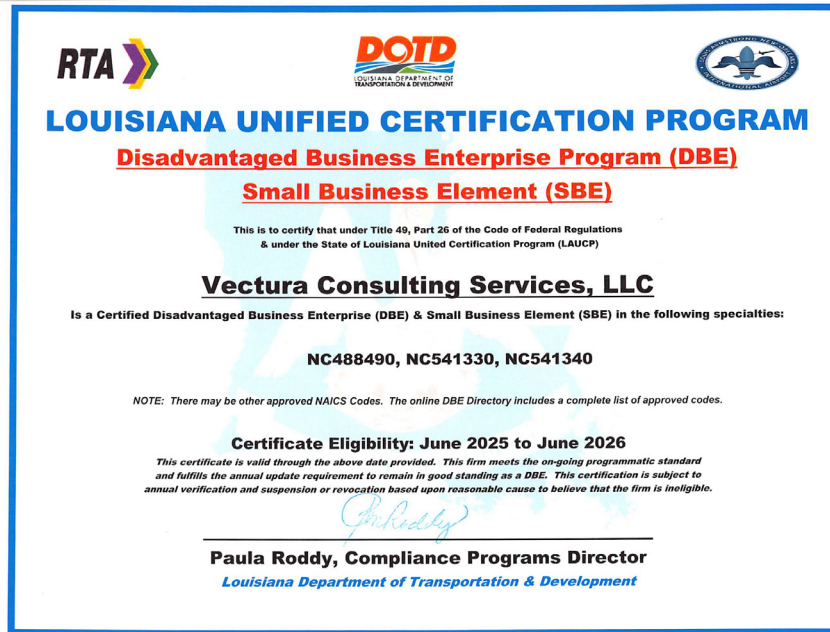 RTA
DOTD
LOUISIANA DEPARTMENT OF
TRANSPORTATION & DEVELOPMENT
LOUIS ARMSTRONG NEW ORLEANS
INTERNATIONAL AIRPORT
LOUISIANA UNIFIED CERTIFICATION PROGRAM
Disadvantaged Business Enterprise Program (DBE)
Small Business Element (SBE)
This is to certify that under Title 49, Part 26 of the Code of Federal Regulations
& under the State of Louisiana United Certification Program (LAUCP)
Vectura Consulting Services, LLC
Is a Certified Disadvantaged Business Enterprise (DBE) & Small Business Element (SBE) in the following specialties:
NC488490, NC541330, NC541340
NOTE: There may be other approved NAICS Codes. The online DBE Directory includes a complete list of approved codes.
Certificate Eligibility: June 2025 to June 2026
This certificate is valid through the above date provided. This firm meets the on-going programmatic standard
and fulfills the annual update requirement to remain in good standing as a DBE. This certification is subject to
annual verification and suspension or revocation based upon reasonable cause to believe that the firm is ineligible.
Paula Roddy, Compliance Programs Director
Louisiana Department of Transportation & Development